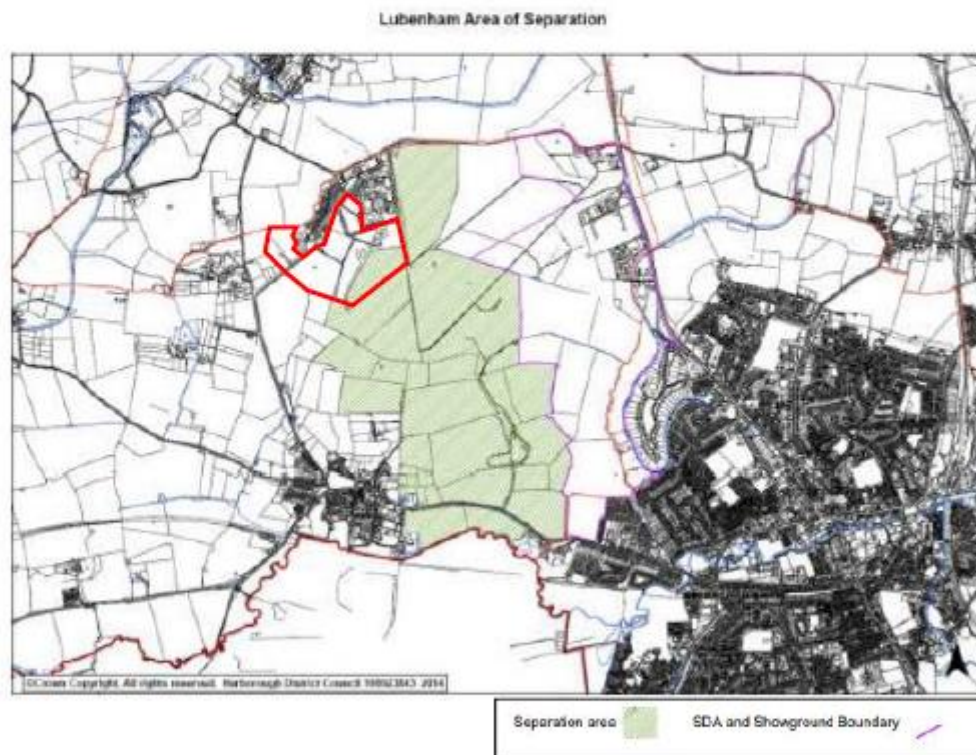 Lubenham Area of Separation
©Crown Copyright. All rights reserved. Harborough District Council 100023843 2014
Separation area
SDA and Showground Boundary